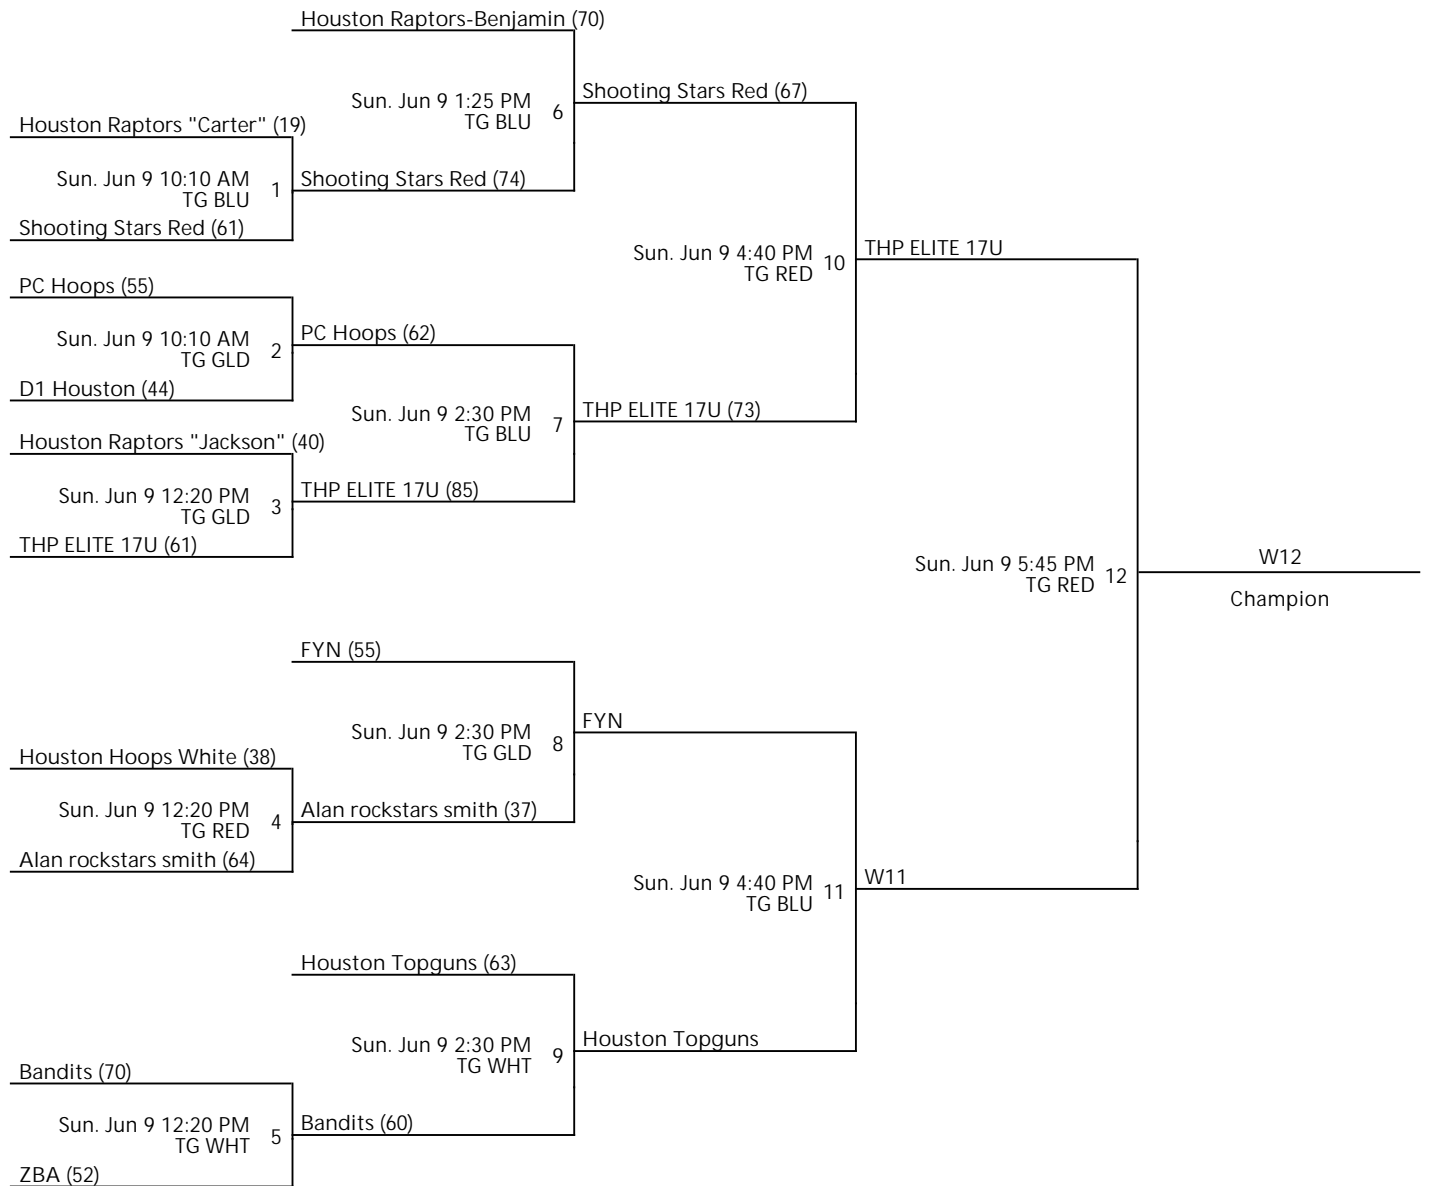 Houston Raptors-Benjamin (70)
Sun. Jun 9 1:25 PM
TG BLU
6
Shooting Stars Red (67)
Houston Raptors "Carter" (19)
Sun. Jun 9 10:10 AM
TG BLU
1
Shooting Stars Red (74)
Shooting Stars Red (61)
Sun. Jun 9 4:40 PM
TG RED
10
THP ELITE 17U
PC Hoops (55)
Sun. Jun 9 10:10 AM
TG GLD
2
PC Hoops (62)
D1 Houston (44)
Sun. Jun 9 2:30 PM
TG BLU
7
THP ELITE 17U (73)
Houston Raptors "Jackson" (40)
Sun. Jun 9 12:20 PM
TG GLD
3
THP ELITE 17U (85)
THP ELITE 17U (61)
Sun. Jun 9 5:45 PM
TG RED
12
W12
Champion
FYN (55)
Sun. Jun 9 2:30 PM
TG GLD
8
FYN
Houston Hoops White (38)
Sun. Jun 9 12:20 PM
TG RED
4
Alan rockstars smith (37)
Alan rockstars smith (64)
Sun. Jun 9 4:40 PM
TG BLU
11
W11
Houston Topguns (63)
Sun. Jun 9 2:30 PM
TG WHT
9
Houston Topguns
Bandits (70)
Sun. Jun 9 12:20 PM
TG WHT
5
Bandits (60)
ZBA (52)